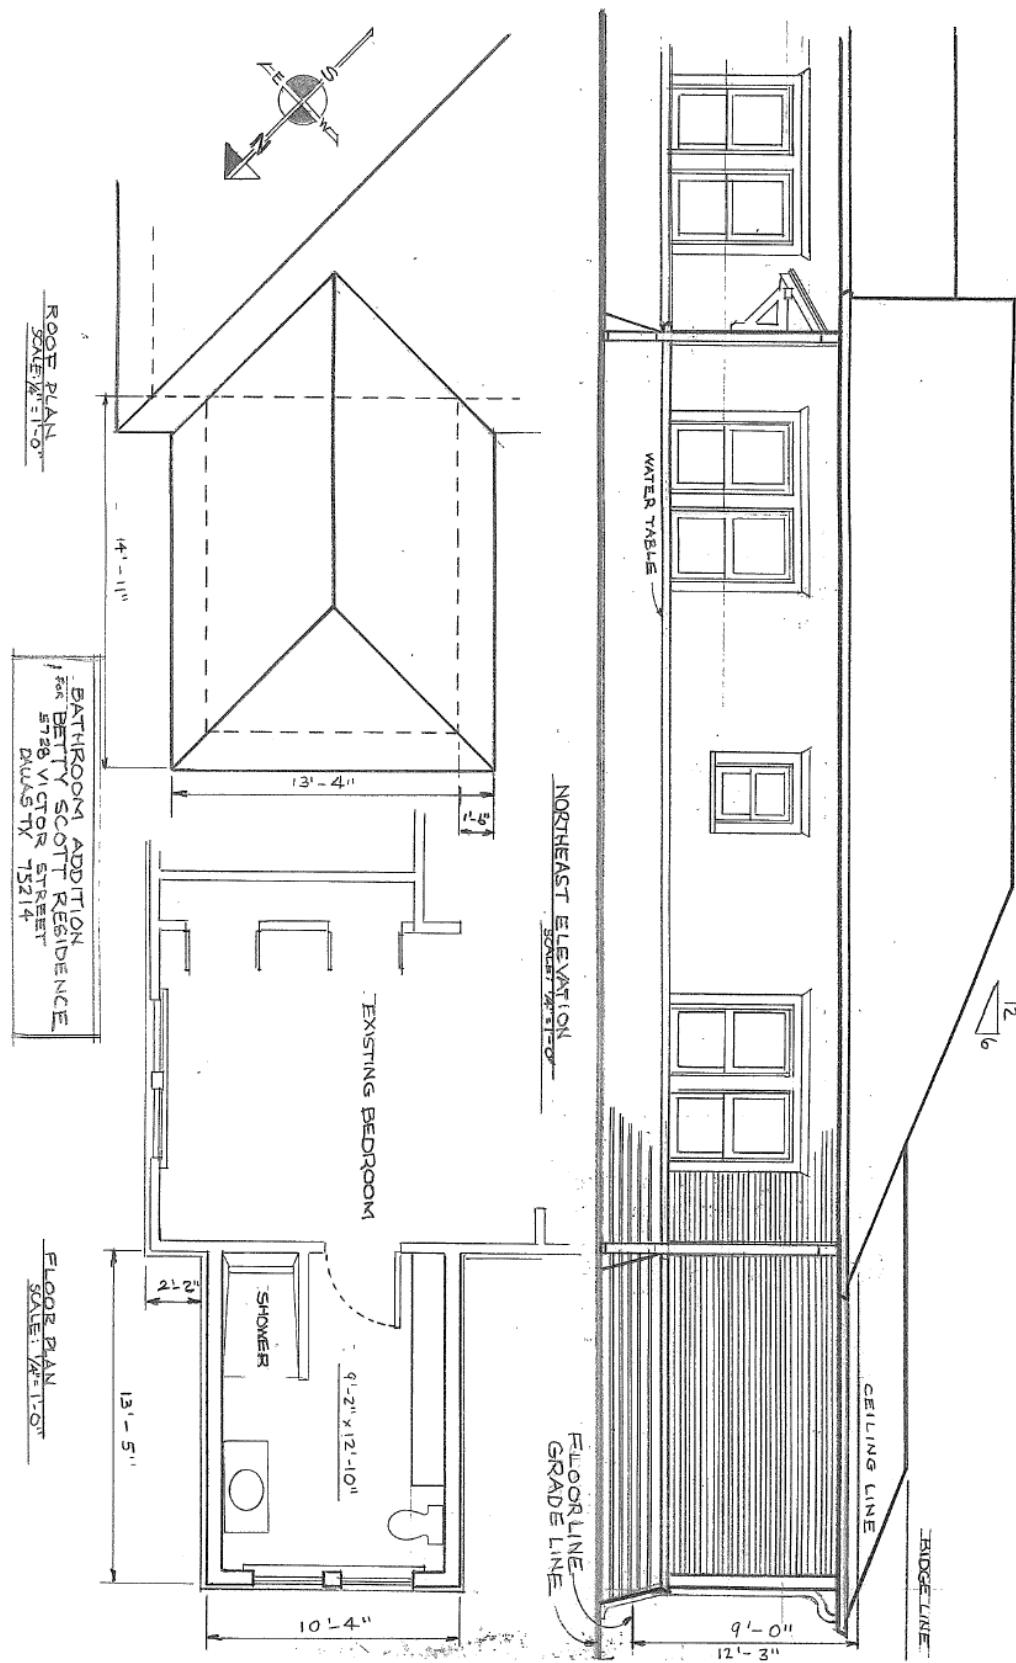 S
E
W
N
ROOF PLAN
SCALE: 1/4" = 1'-0"
14'-11"
13'-4"
1'-6"
BATHROOM ADDITION
FOR BETTY SCOTT RESIDENCE
5728 VICTOR STREET
DALLAS TX 75214
WATER TABLE
NORTHEAST ELEVATION
SCALE: 1/4" = 1'-0"
12
6
CEILING LINE
RIDGE LINE
FLOOR LINE
GRADE LINE
9'-0"
12'-3"
EXISTING BEDROOM
SHOWER
9'-2" x 12'-10"
2'-2"
13'-5"
10'-4"
FLOOR PLAN
SCALE: 1/4" = 1'-0"